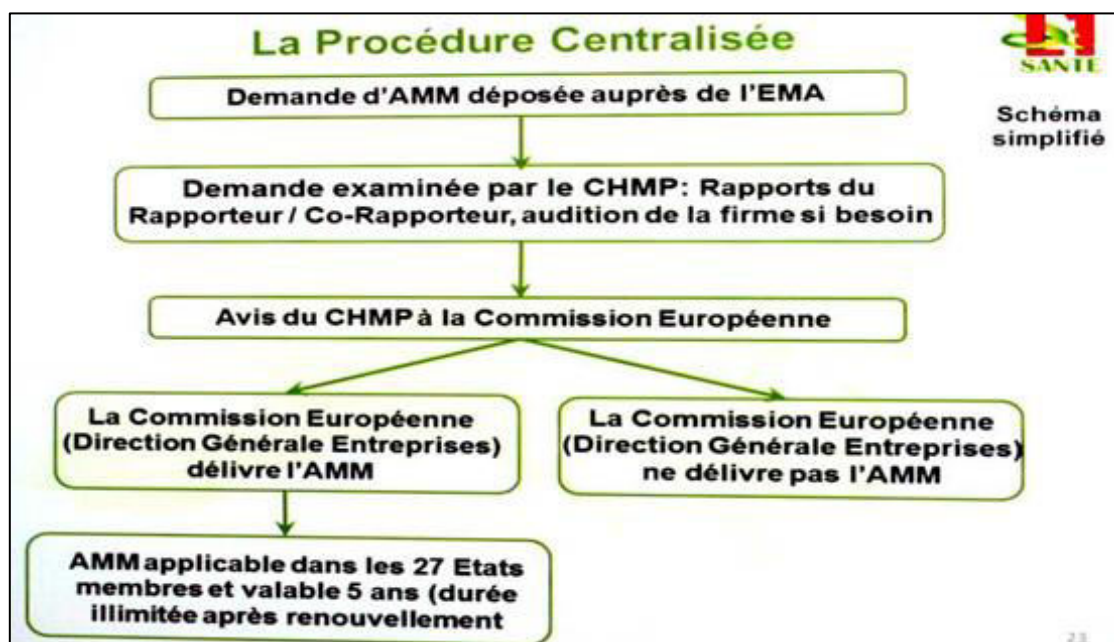 La Procédure Centralisée
L1
SANTE
Demande d'AMM déposée auprès de l'EMA
Schéma
simplifié
Demande examinée par le CHMP: Rapports du
Rapporteur / Co-Rapporteur, audition de la firme si besoin
Avis du CHMP à la Commission Européenne
La Commission Européenne
(Direction Générale Entreprises)
délivre l'AMM
La Commission Européenne
(Direction Générale Entreprises)
ne délivre pas l'AMM
AMM applicable dans les 27 Etats
membres et valable 5 ans (durée
illimitée après renouvellement
23